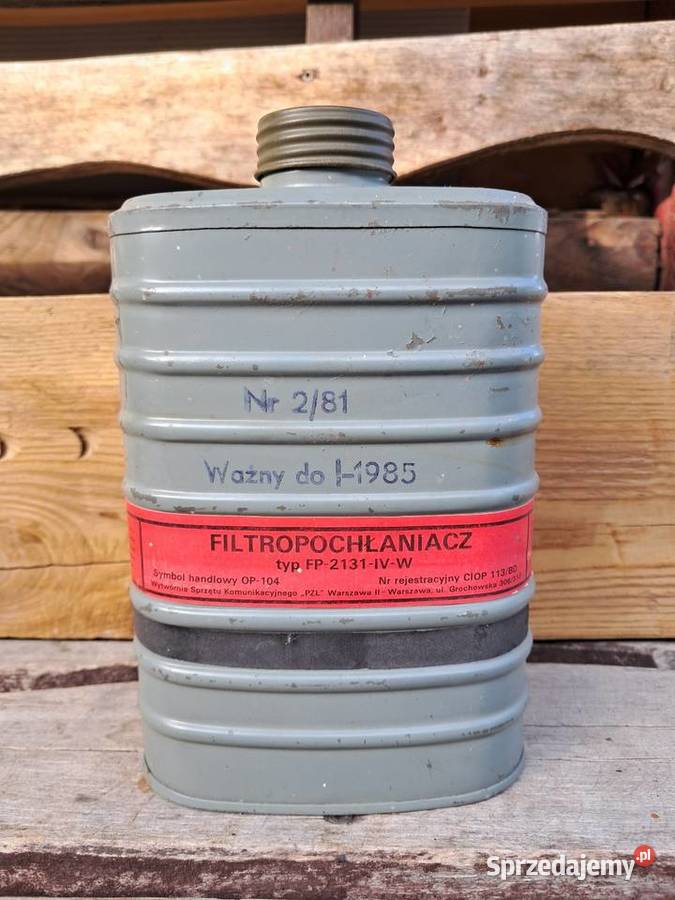 Nr 2/81
Ważny do I-1985
FILTROPOCHŁANIACZ
typ FP-2131-IV-W
Symbol handlowy OP-104 Nr rejestracyjny CIOP 113/80
Wytwórnia Sprzętu Komunikacyjnego „PZL" Warszawa II - Warszawa, ul. Grochowska
Sprzedajemy.pl